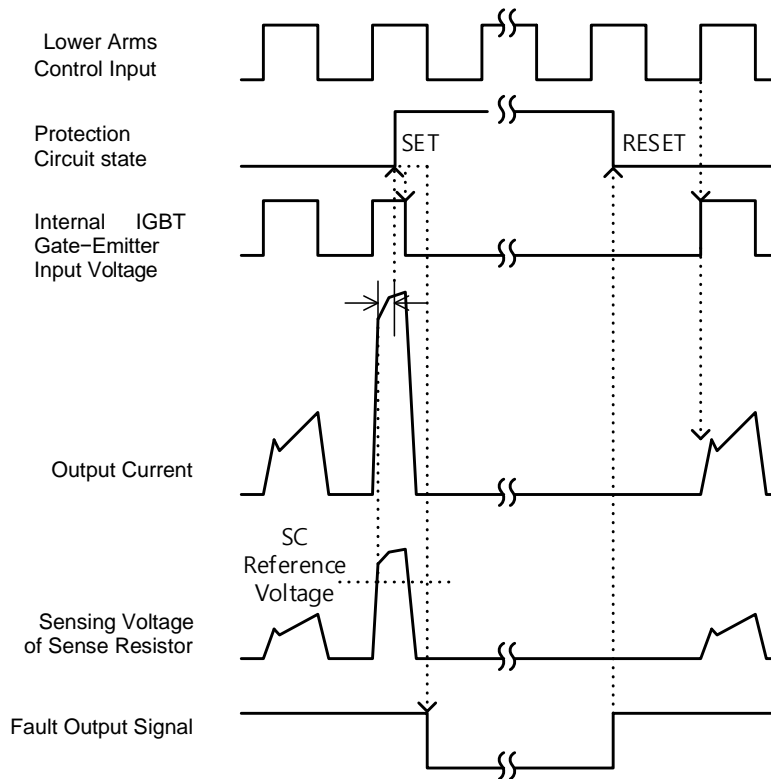 Lower Arms
Control Input
Protection
Circuit state
SET
RESET
Internal IGBT
Gate−Emitter
Input Voltage
Output Current
SC
Reference
Voltage
Sensing Voltage
of Sense Resistor
Fault Output Signal